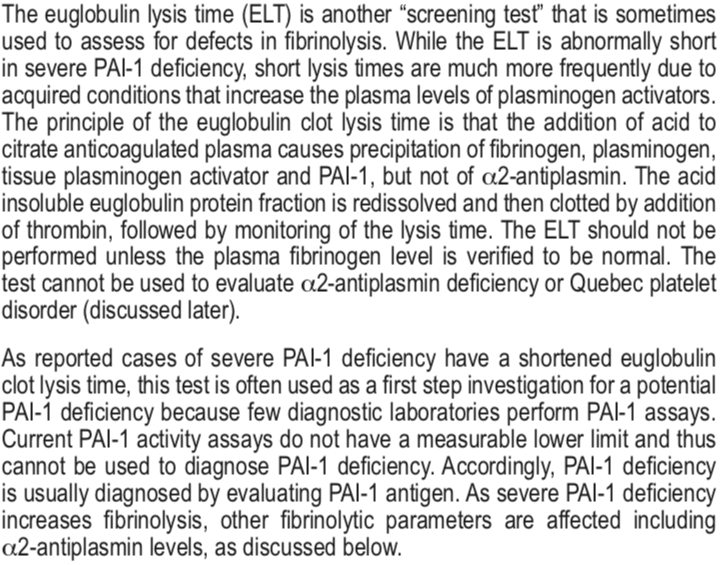 The euglobulin lysis time (ELT) is another “screening test” that is sometimes
used to assess for defects in fibrinolysis. While the ELT is abnormally short
in severe PAI-1 deficiency, short lysis times are much more frequently due to
acquired conditions that increase the plasma levels of plasminogen activators.
The principle of the euglobulin clot lysis time is that the addition of acid to
citrate anticoagulated plasma causes precipitation of fibrinogen, plasminogen,
tissue plasminogen activator and PAI-1, but not of α2-antiplasmin. The acid
insoluble euglobulin protein fraction is redissolved and then clotted by addition
of thrombin, followed by monitoring of the lysis time. The ELT should not be
performed unless the plasma fibrinogen level is verified to be normal. The
test cannot be used to evaluate α2-antiplasmin deficiency or Quebec platelet
disorder (discussed later).
As reported cases of severe PAI-1 deficiency have a shortened euglobulin
clot lysis time, this test is often used as a first step investigation for a potential
PAI-1 deficiency because few diagnostic laboratories perform PAI-1 assays.
Current PAI-1 activity assays do not have a measurable lower limit and thus
cannot be used to diagnose PAI-1 deficiency. Accordingly, PAI-1 deficiency
is usually diagnosed by evaluating PAI-1 antigen. As severe PAI-1 deficiency
increases fibrinolysis, other fibrinolytic parameters are affected including
α2-antiplasmin levels, as discussed below.